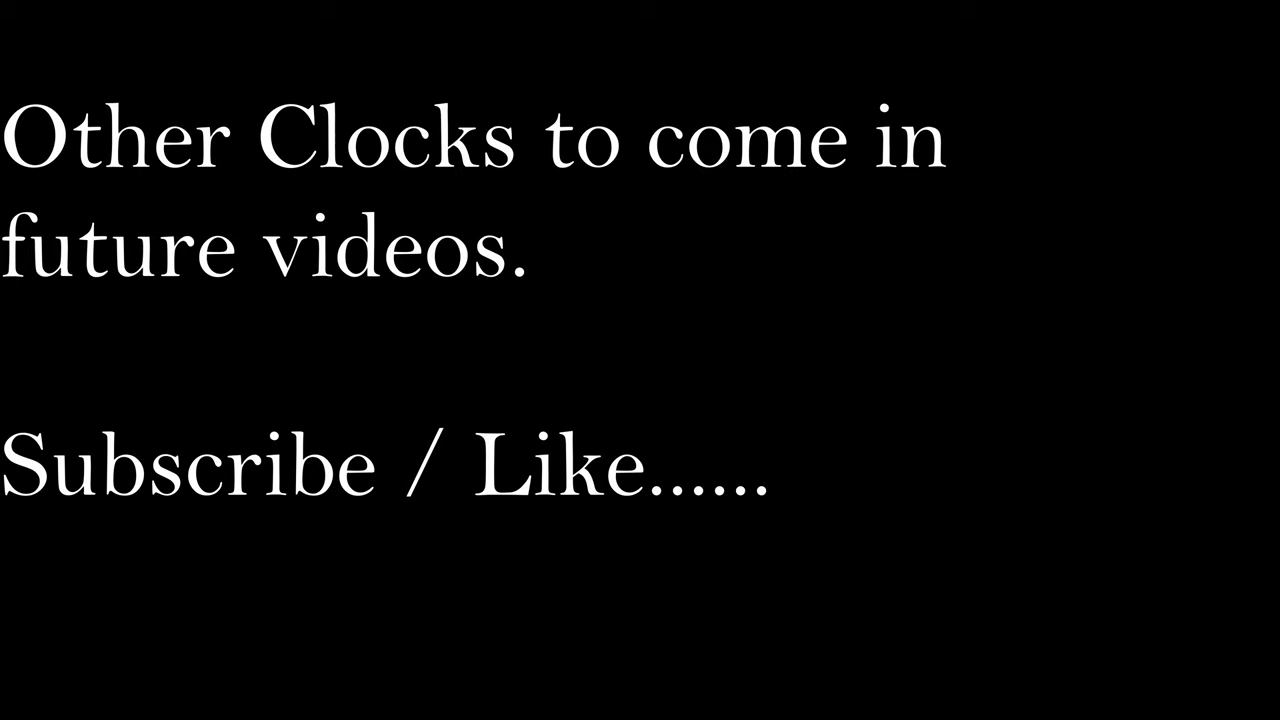 Other Clocks to come in
future videos.
Subscribe / Like......